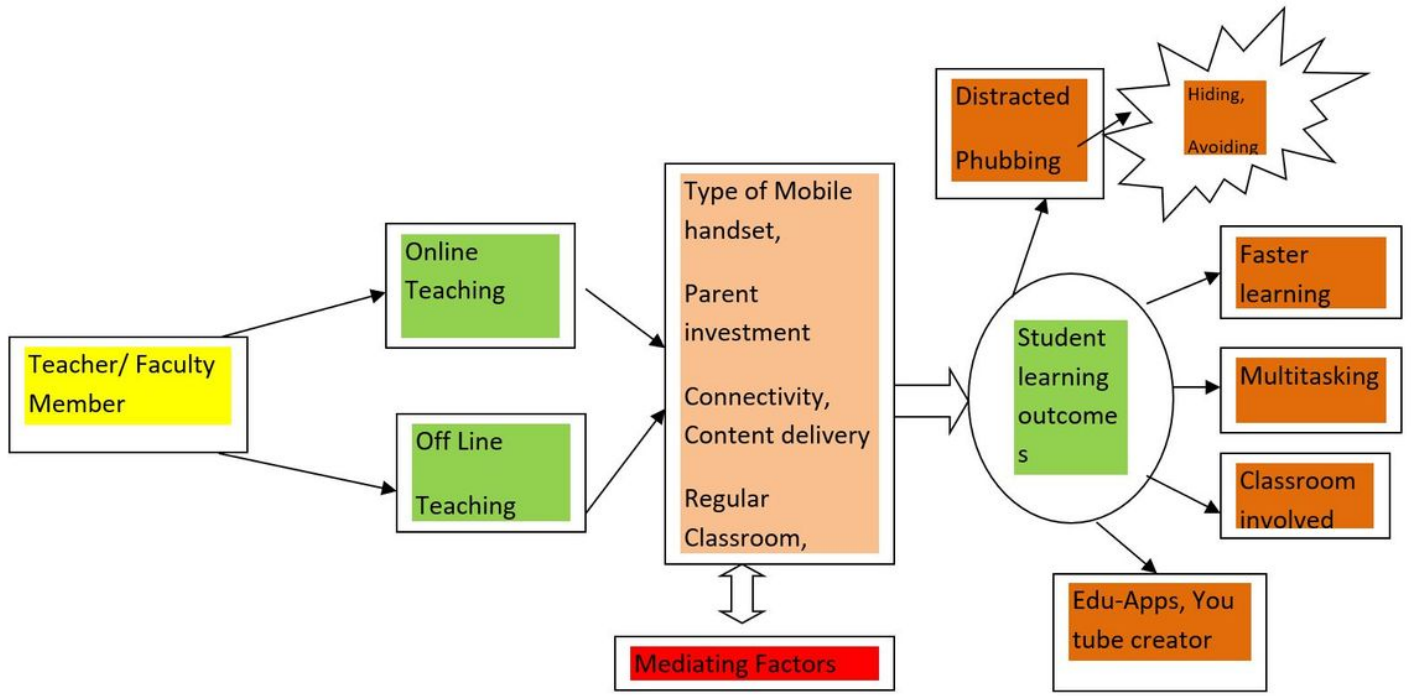 Teacher/ Faculty
Member
Online
Teaching
Off Line
Teaching
Type of Mobile
handset,
Parent
investment
Connectivity,
Content delivery
Regular
Classroom,
Mediating Factors
Student
learning
outcome
s
Distracted
Phubbing
Hiding,
Avoiding
Faster
learning
Multitasking
Classroom
involved
Edu-Apps, You
tube creator